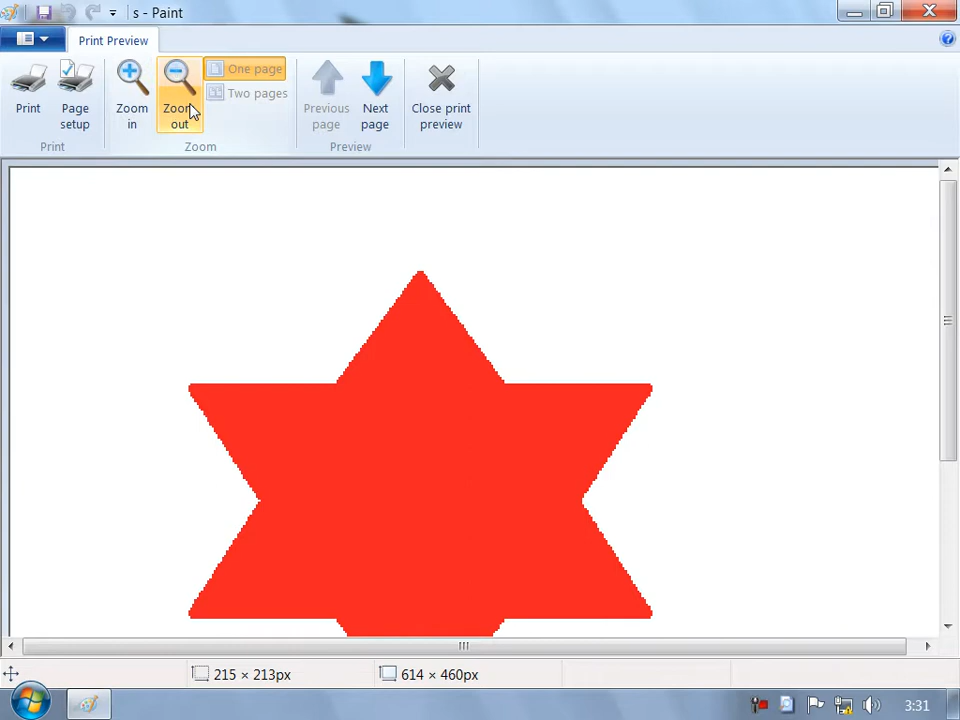 s - Paint
Print Preview
Print
Page setup
Zoom in
Zoom out
One page
Two pages
Previous page
Next page
Close print preview
Print
Zoom
Preview
215 × 213px
614 × 460px
3:31